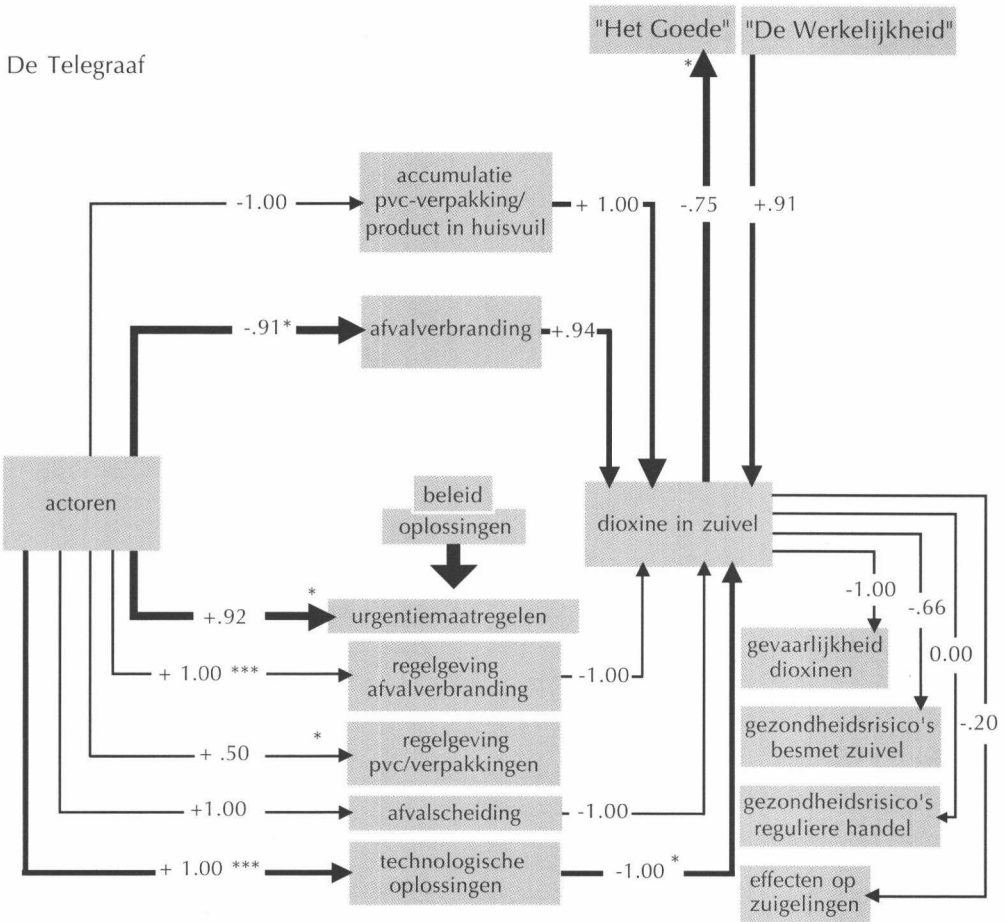 "Het Goede" "De Werkelijkheid"
De Telegraaf
*
accumulatie
pvc-verpakking/
product in huisvuil
-1.00
+ 1.00
-.75
+.91
-.91*
afvalverbranding
+.94
actoren
beleid
oplossingen
dioxine in zuivel
+.92
*
urgentiemaatregelen
+ 1.00 ***
regelgeving
afvalverbranding
-1.00
+ .50
*
regelgeving
pvc/verpakkingen
+1.00
afvalscheiding
-1.00
+ 1.00 ***
technologische
oplossingen
-1.00 *
-1.00
-.66
0.00
-.20
gevaarlijkheid
dioxinen
gezondheidsrisico's
besmet zuivel
gezondheidsrisico's
reguliere handel
effecten op
zuigelingen